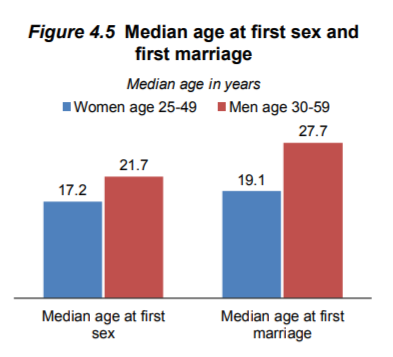 Figure 4.5 Median age at first sex and
first marriage
Median age in years
Women age 25-49 Men age 30-59
17.2 21.7 19.1 27.7
Median age at first
sex
Median age at first
marriage